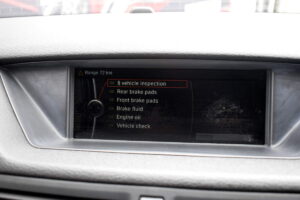 Range 72 km
§ vehicle inspection
Rear brake pads
Front brake pads
Brake fluid
Engine oil
Vehicle check